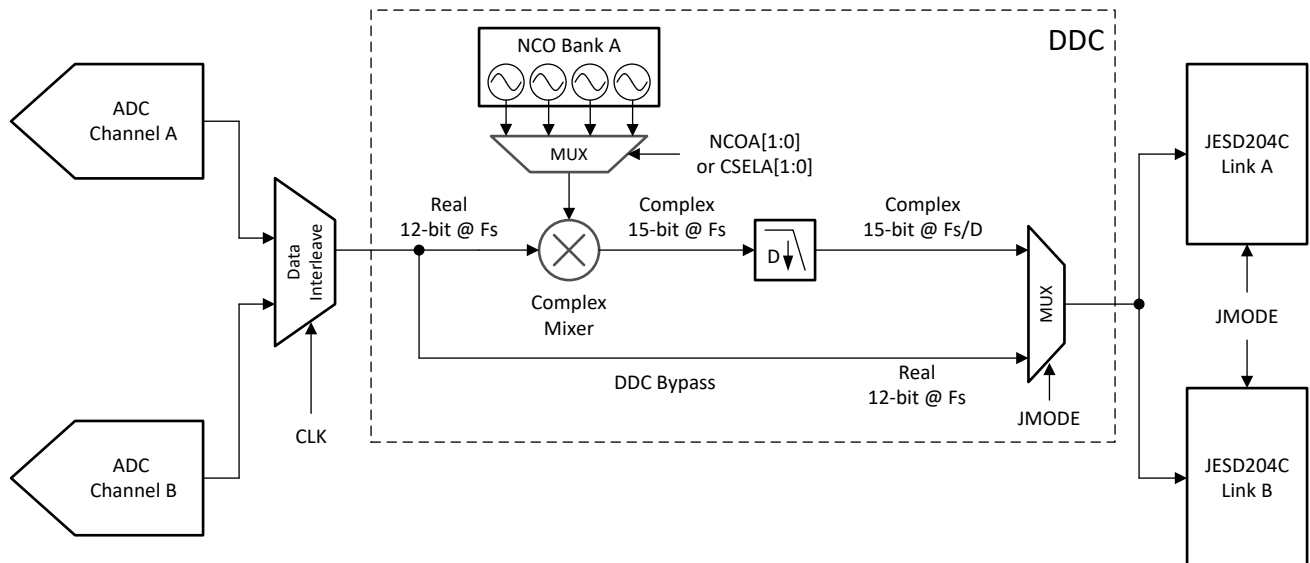 NCO Bank A
DDC
ADC
Channel A
MUX
NCOA[1:0]
or CSELA[1:0]
JESD204C
Link A
Data
Interleave
Real
12-bit @ Fs
Complex
15-bit @ Fs
D
Complex
15-bit @ Fs/D
Complex
Mixer
MUX
JMODE
DDC Bypass
Real
12-bit @ Fs
JMODE
CLK
ADC
Channel B
JESD204C
Link B